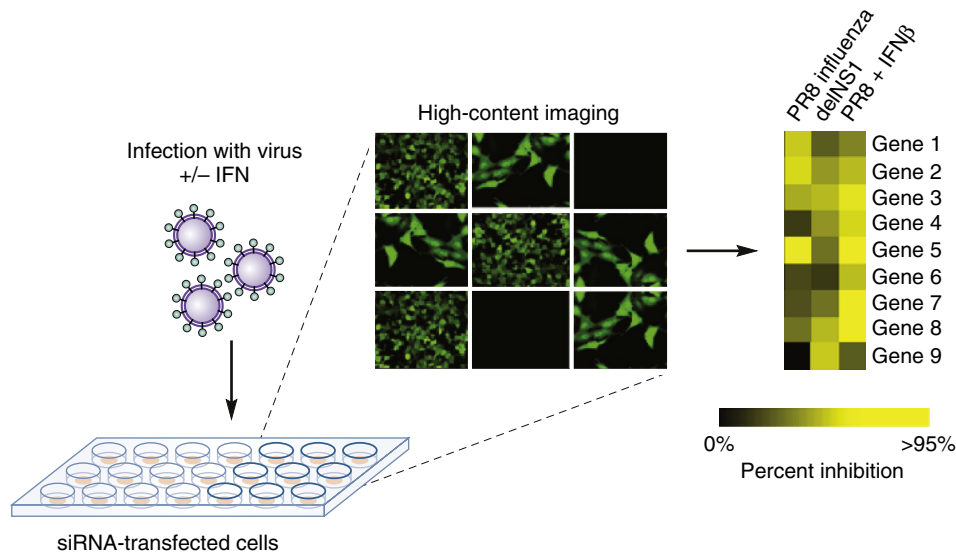 Infection with virus
+/– IFN
siRNA-transfected cells
High-content imaging
PR8 influenza
delNS1
PR8 + IFNβ
Gene 1
Gene 2
Gene 3
Gene 4
Gene 5
Gene 6
Gene 7
Gene 8
Gene 9
0%
>95%
Percent inhibition